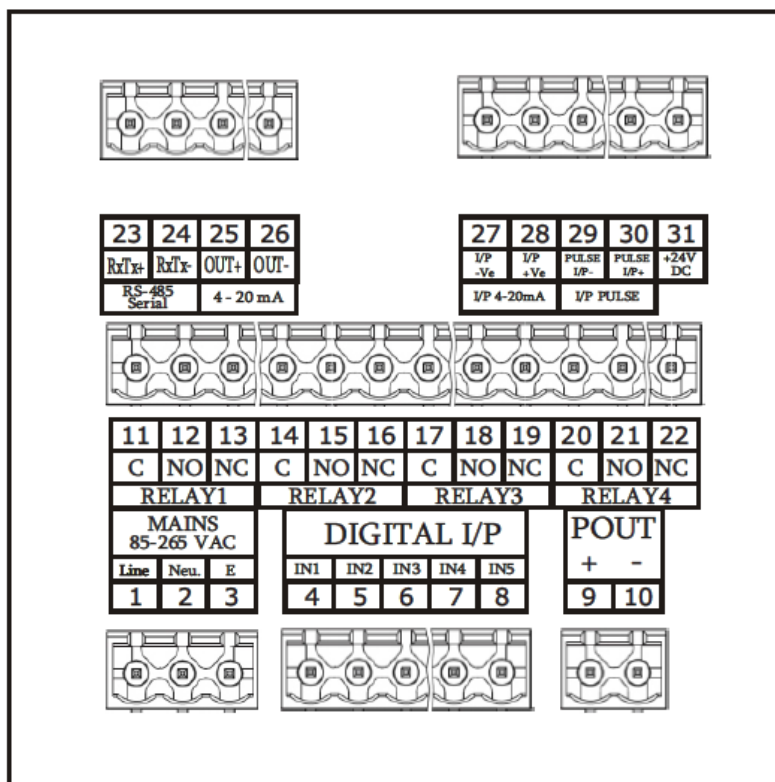 23 24 25 26
RxTx+ RxTx- OUT+ OUT-
RS-485 Serial 4 - 20 mA
27 28 29 30 31
I/P -Ve I/P +Ve PULSE I/P- PULSE I/P+ +24V DC
I/P 4-20mA I/P PULSE
11 12 13 14 15 16 17 18 19 20 21 22
C NO NC C NO NC C NO NC C NO NC
RELAY1 RELAY2 RELAY3 RELAY4
MAINS
85-265 VAC
Line Neu. E
1 2 3
DIGITAL I/P
IN1 IN2 IN3 IN4 IN5
4 5 6 7 8
POUT
+ -
9 10